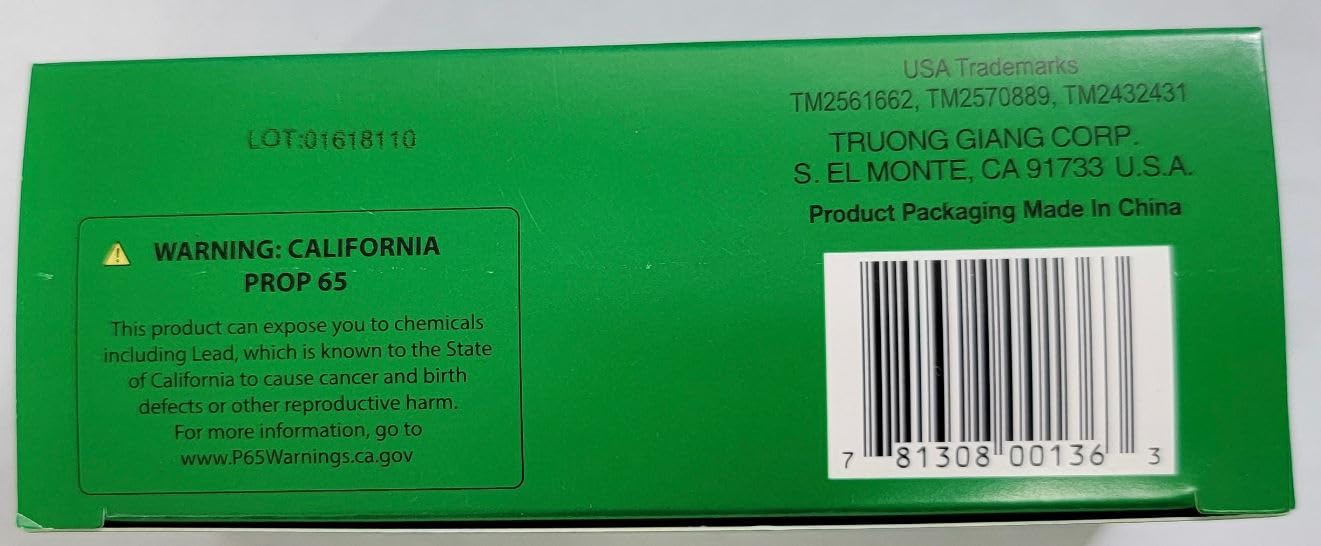 LOT:01618110
WARNING: CALIFORNIA
PROP 65
This product can expose you to chemicals
including Lead, which is known to the State
of California to cause cancer and birth
defects or other reproductive harm.
For more information, go to
www.P65Warnings.ca.gov
USA Trademarks
TM2561662, TM2570889, TM2432431
TRUONG GIANG CORP.
S. EL MONTE, CA 91733 U.S.A.
Product Packaging Made In China
7 81308 00136 3